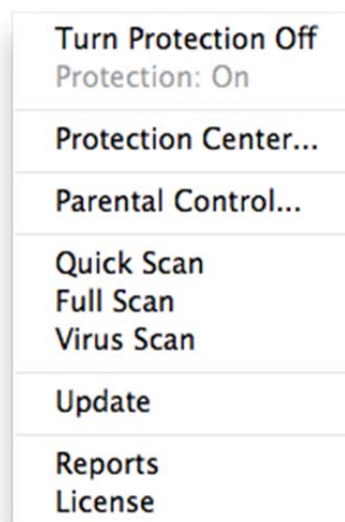 Turn Protection Off
Protection: On
Protection Center...
Parental Control...
Quick Scan
Full Scan
Virus Scan
Update
Reports
License